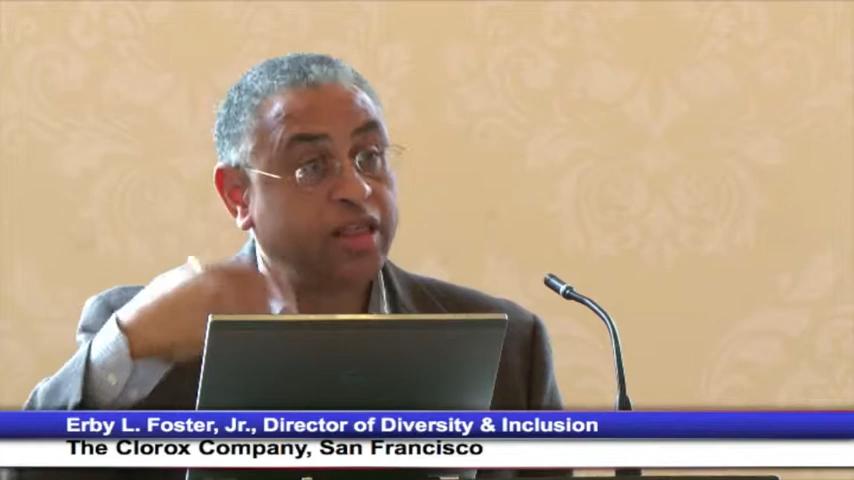 Erby L. Foster, Jr., Director of Diversity & Inclusion
The Clorox Company, San Francisco